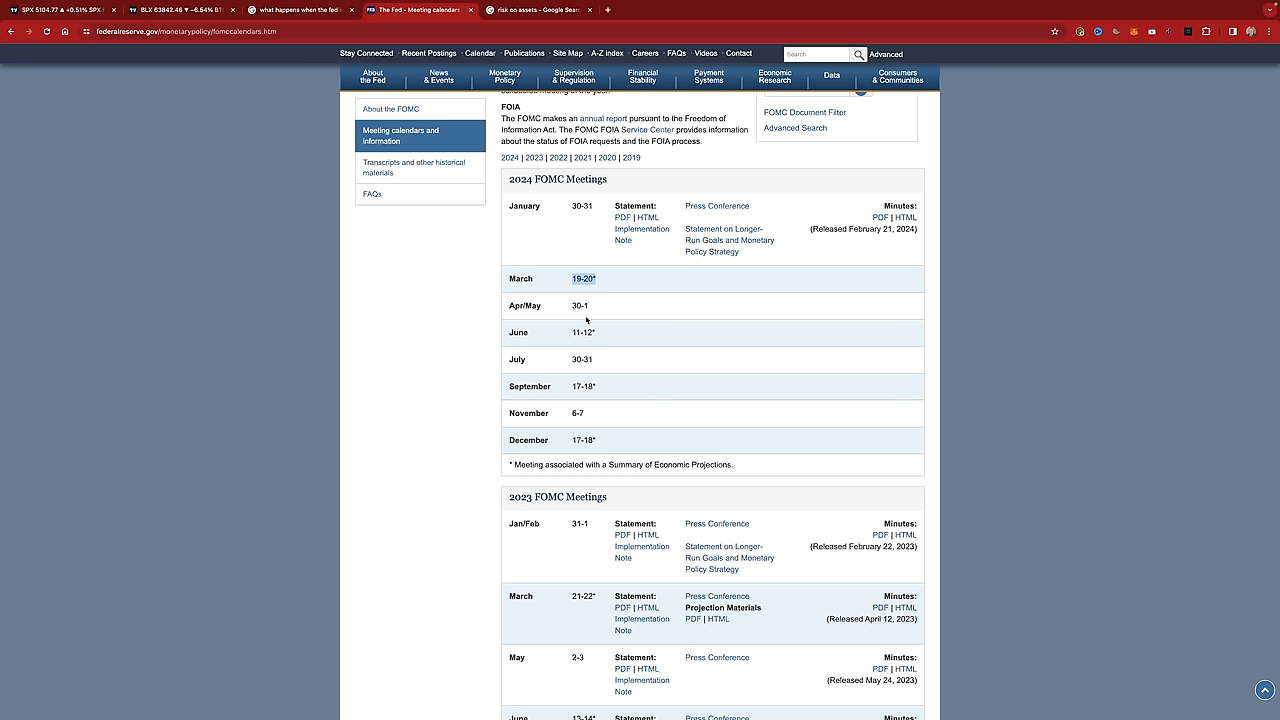 SPX 5104.77 ▲ +0.51% SPX
BLX 63842.46 ▼ −6.54% BT
what happens when the fed i
The Fed - Meeting calendars
risk on assets - Google Sear
federalreserve.gov/monetarypolicy/fomccalendars.htm
Stay Connected Recent Postings Calendar Publications Site Map A-Z Index Careers FAQs Videos Contact
Search
Advanced
About the Fed
News & Events
Monetary Policy
Supervision & Regulation
Financial Stability
Payment Systems
Economic Research
Data
Consumers & Communities
About the FOMC
Meeting calendars and
information
Transcripts and other historical
materials
FAQs
scheduled meeting of the year.
FOIA
The FOMC makes an annual report pursuant to the Freedom of
Information Act. The FOMC FOIA Service Center provides information
about the status of FOIA requests and the FOIA process.
FOMC Document Filter
Advanced Search
2024 | 2023 | 2022 | 2021 | 2020 | 2019
2024 FOMC Meetings
January 30-31 Statement: Press Conference Minutes:
PDF | HTML PDF | HTML
Implementation Statement on Longer- (Released February 21, 2024)
Note Run Goals and Monetary
Policy Strategy
March 19-20*
Apr/May 30-1
June 11-12*
July 30-31
September 17-18*
November 6-7
December 17-18*
* Meeting associated with a Summary of Economic Projections.
2023 FOMC Meetings
Jan/Feb 31-1 Statement: Press Conference Minutes:
PDF | HTML PDF | HTML
Implementation Statement on Longer- (Released February 22, 2023)
Note Run Goals and Monetary
Policy Strategy
March 21-22* Statement: Press Conference Minutes:
PDF | HTML Projection Materials PDF | HTML
Implementation PDF | HTML (Released April 12, 2023)
Note
May 2-3 Statement: Press Conference Minutes:
PDF | HTML PDF | HTML
Implementation (Released May 24, 2023)
Note
June 13-14* Statement: Press Conference Minutes: